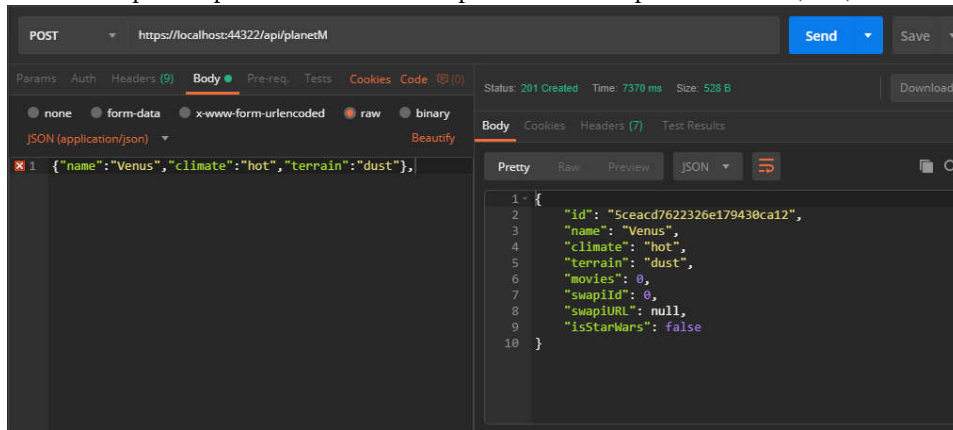 POST https://localhost:44322/api/planetM Send Save
Params Auth Headers (9) Body Pre-req. Tests Cookies Code (0)
none form-data x-www-form-urlencoded raw binary
JSON (application/json) Beautify
1 {"name":"Venus","climate":"hot","terrain":"dust"},
Status: 201 Created Time: 7370 ms Size: 528 B Download
Body Cookies Headers (7) Test Results
Pretty Raw Preview JSON
1 {
2 "id": "5ceacd7622326e179430ca12",
3 "name": "Venus",
4 "climate": "hot",
5 "terrain": "dust",
6 "movies": 0,
7 "swapiId": 0,
8 "swapiURL": null,
9 "isStarWars": false
10 }